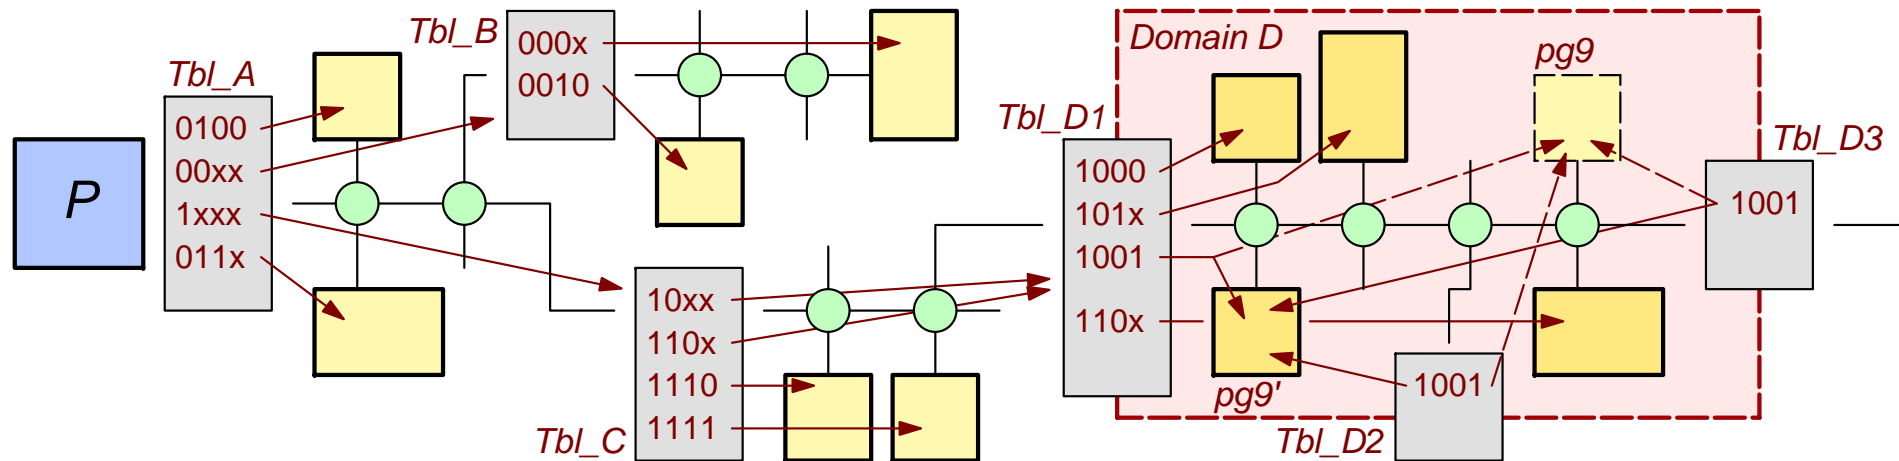 P
Tbl_A
0100
00xx
1xxx
011x
Tbl_B
000x
0010
Tbl_C
10xx
110x
1110
1111
Domain D
Tbl_D1
1000
101x
1001
110x
pg9
pg9'
Tbl_D2
1001
Tbl_D3
1001